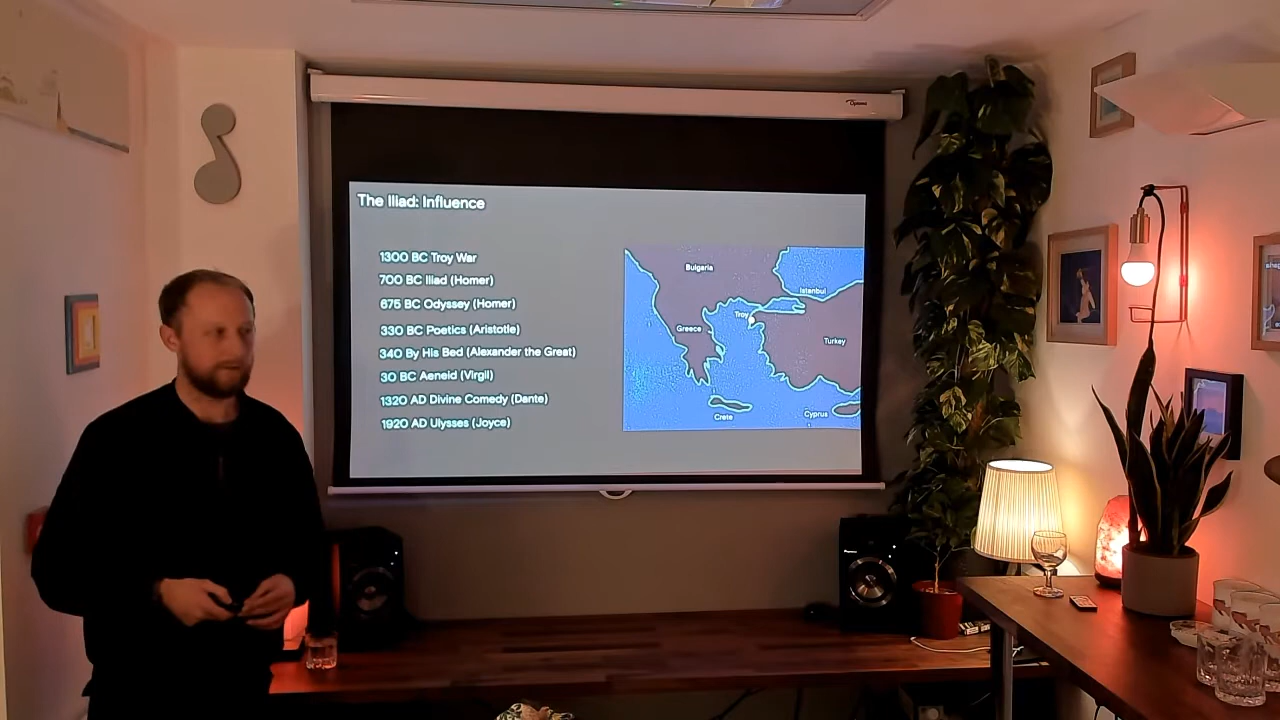 Optoma
The Iliad: Influence
1300 BC Troy War
700 BC Iliad (Homer)
675 BC Odyssey (Homer)
330 BC Poetics (Aristotle)
340 By His Bed (Alexander the Great)
30 BC Aeneid (Virgil)
1320 AD Divine Comedy (Dante)
1920 AD Ulysses (Joyce)
Bulgaria
Istanbul
Troy
Greece
Turkey
Crete
Cyprus